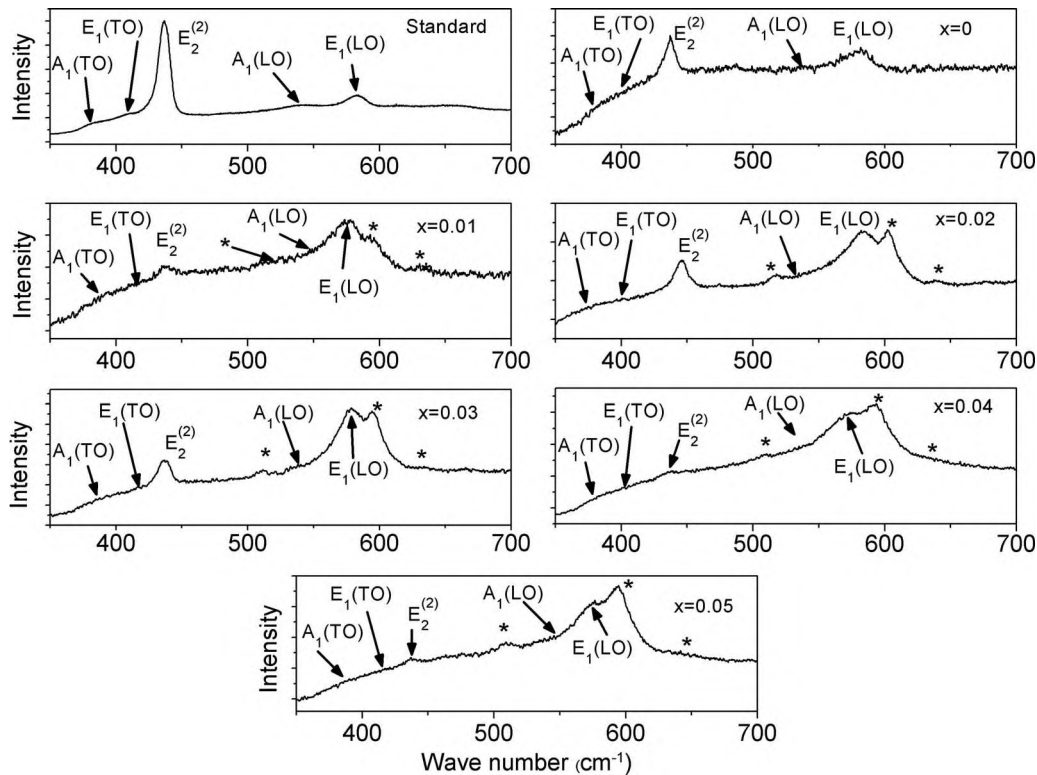 Standard
A₁(TO) E₁(TO) E₂⁽²⁾ A₁(LO) E₁(LO)
Intensity
400 500 600 700
x=0
A₁(TO) E₁(TO) E₂⁽²⁾ A₁(LO) E₁(LO)
Intensity
400 500 600 700
x=0.01
A₁(TO) E₁(TO) E₂⁽²⁾ * A₁(LO) E₁(LO) * *
Intensity
400 500 600 700
x=0.02
A₁(TO) E₁(TO) E₂⁽²⁾ * A₁(LO) E₁(LO) * *
Intensity
400 500 600 700
x=0.03
A₁(TO) E₁(TO) E₂⁽²⁾ * A₁(LO) E₁(LO) * *
Intensity
400 500 600 700
x=0.04
A₁(TO) E₁(TO) E₂⁽²⁾ * A₁(LO) E₁(LO) * *
Intensity
400 500 600 700
x=0.05
A₁(TO) E₁(TO) E₂⁽²⁾ * A₁(LO) E₁(LO) * *
Intensity
400 500 600 700
Wave number (cm⁻¹)